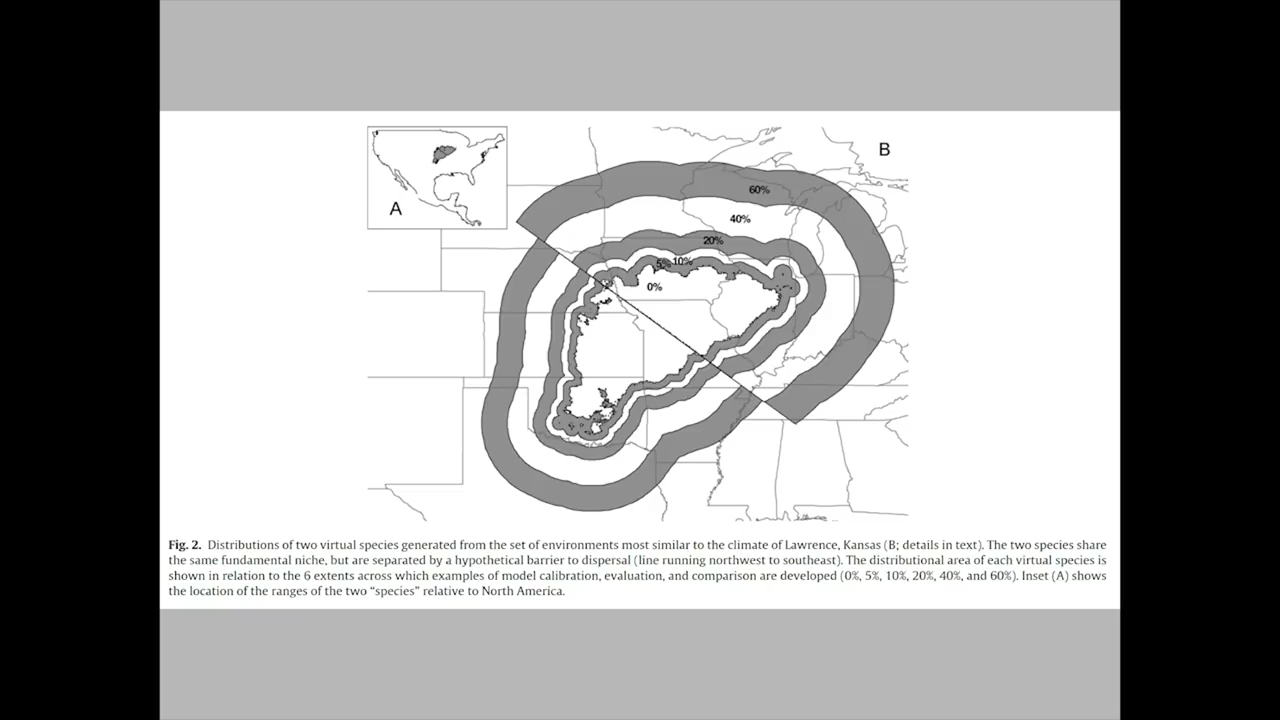 A
B
60%
40%
20%
5%
10%
0%
Fig. 2. Distributions of two virtual species generated from the set of environments most similar to the climate of Lawrence, Kansas (B; details in text). The two species share
the same fundamental niche, but are separated by a hypothetical barrier to dispersal (line running northwest to southeast). The distributional area of each virtual species is
shown in relation to the 6 extents across which examples of model calibration, evaluation, and comparison are developed (0%, 5%, 10%, 20%, 40%, and 60%). Inset (A) shows
the location of the ranges of the two “species” relative to North America.